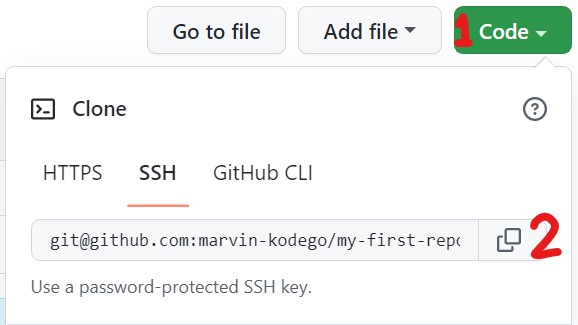 Go to file Add file 1 Code
Clone
HTTPS SSH GitHub CLI
git@github.com:marvin-kodego/my-first-repo
2
Use a password-protected SSH key.